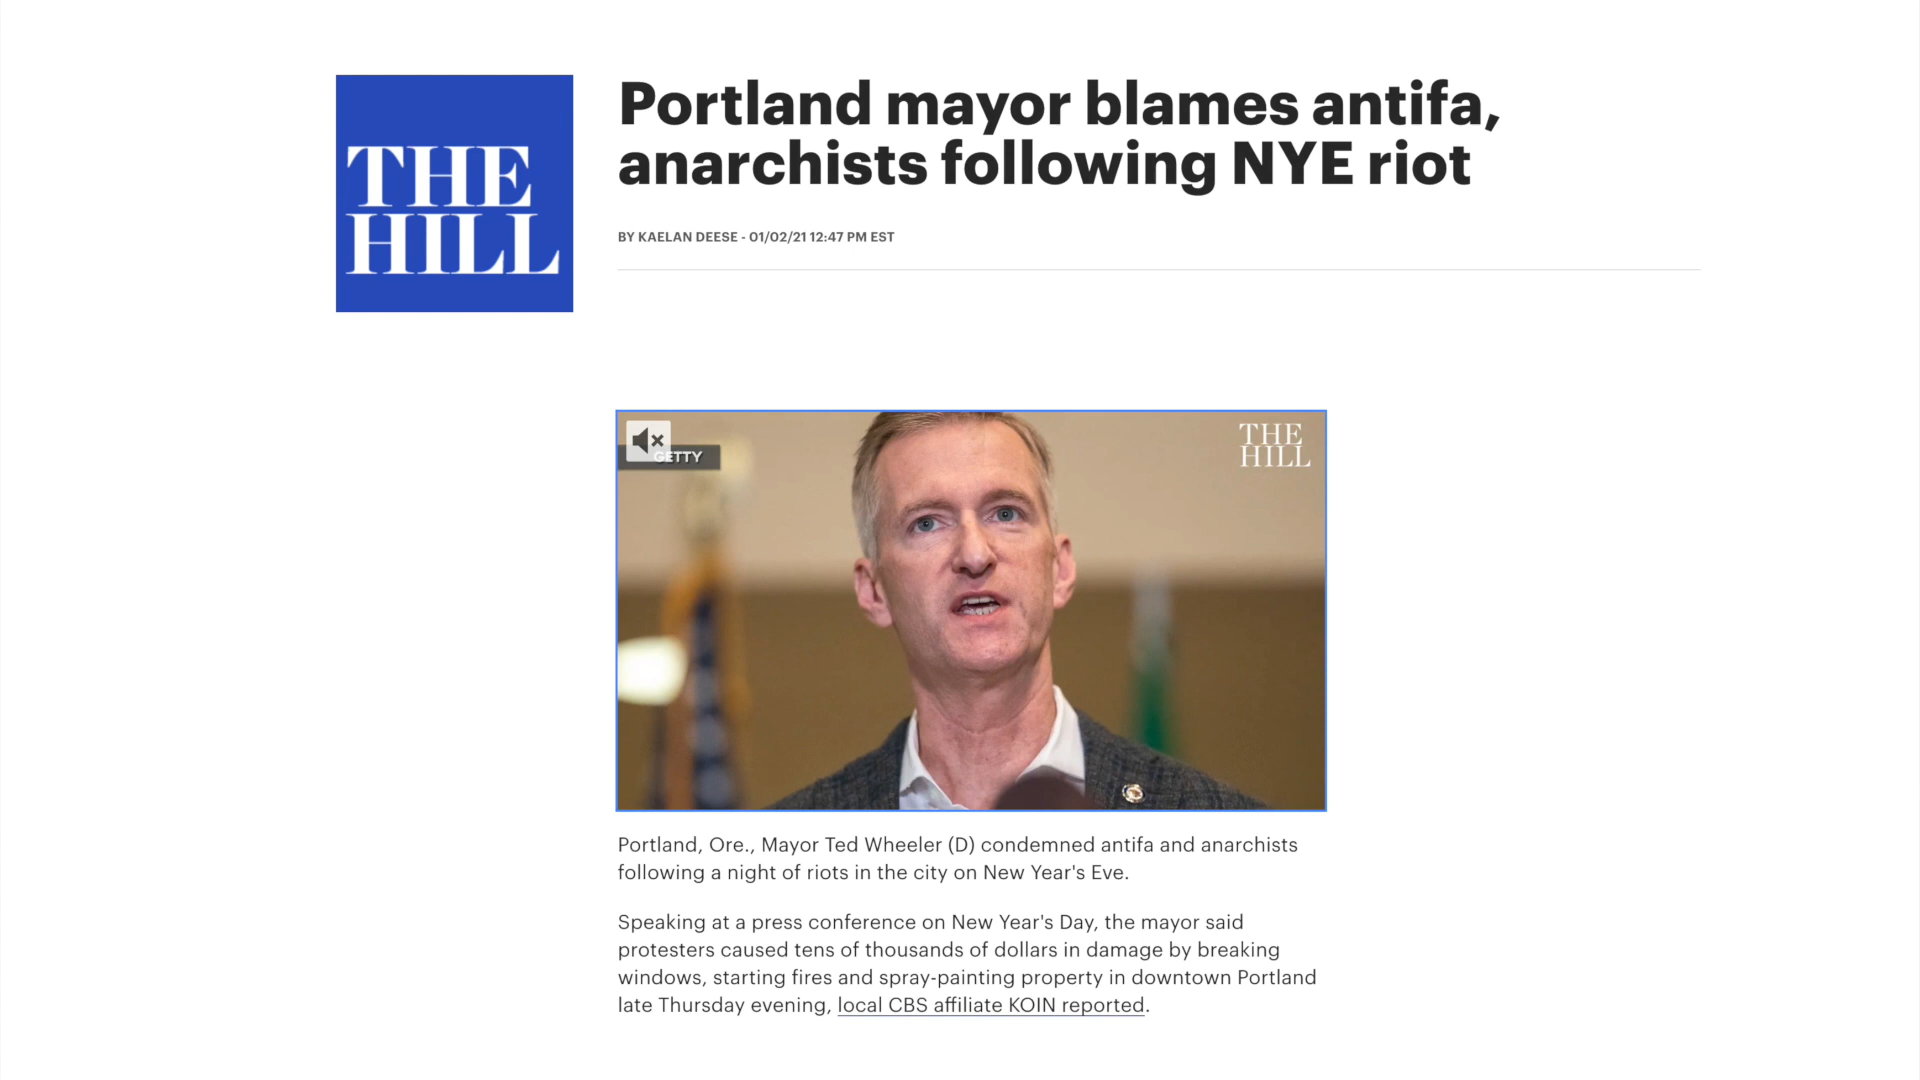 THE
HILL
Portland mayor blames antifa,
anarchists following NYE riot
BY KAELAN DEESE - 01/02/21 12:47 PM EST
GETTY
THE
HILL
Portland, Ore., Mayor Ted Wheeler (D) condemned antifa and anarchists
following a night of riots in the city on New Year's Eve.
Speaking at a press conference on New Year's Day, the mayor said
protesters caused tens of thousands of dollars in damage by breaking
windows, starting fires and spray-painting property in downtown Portland
late Thursday evening, local CBS affiliate KOIN reported.